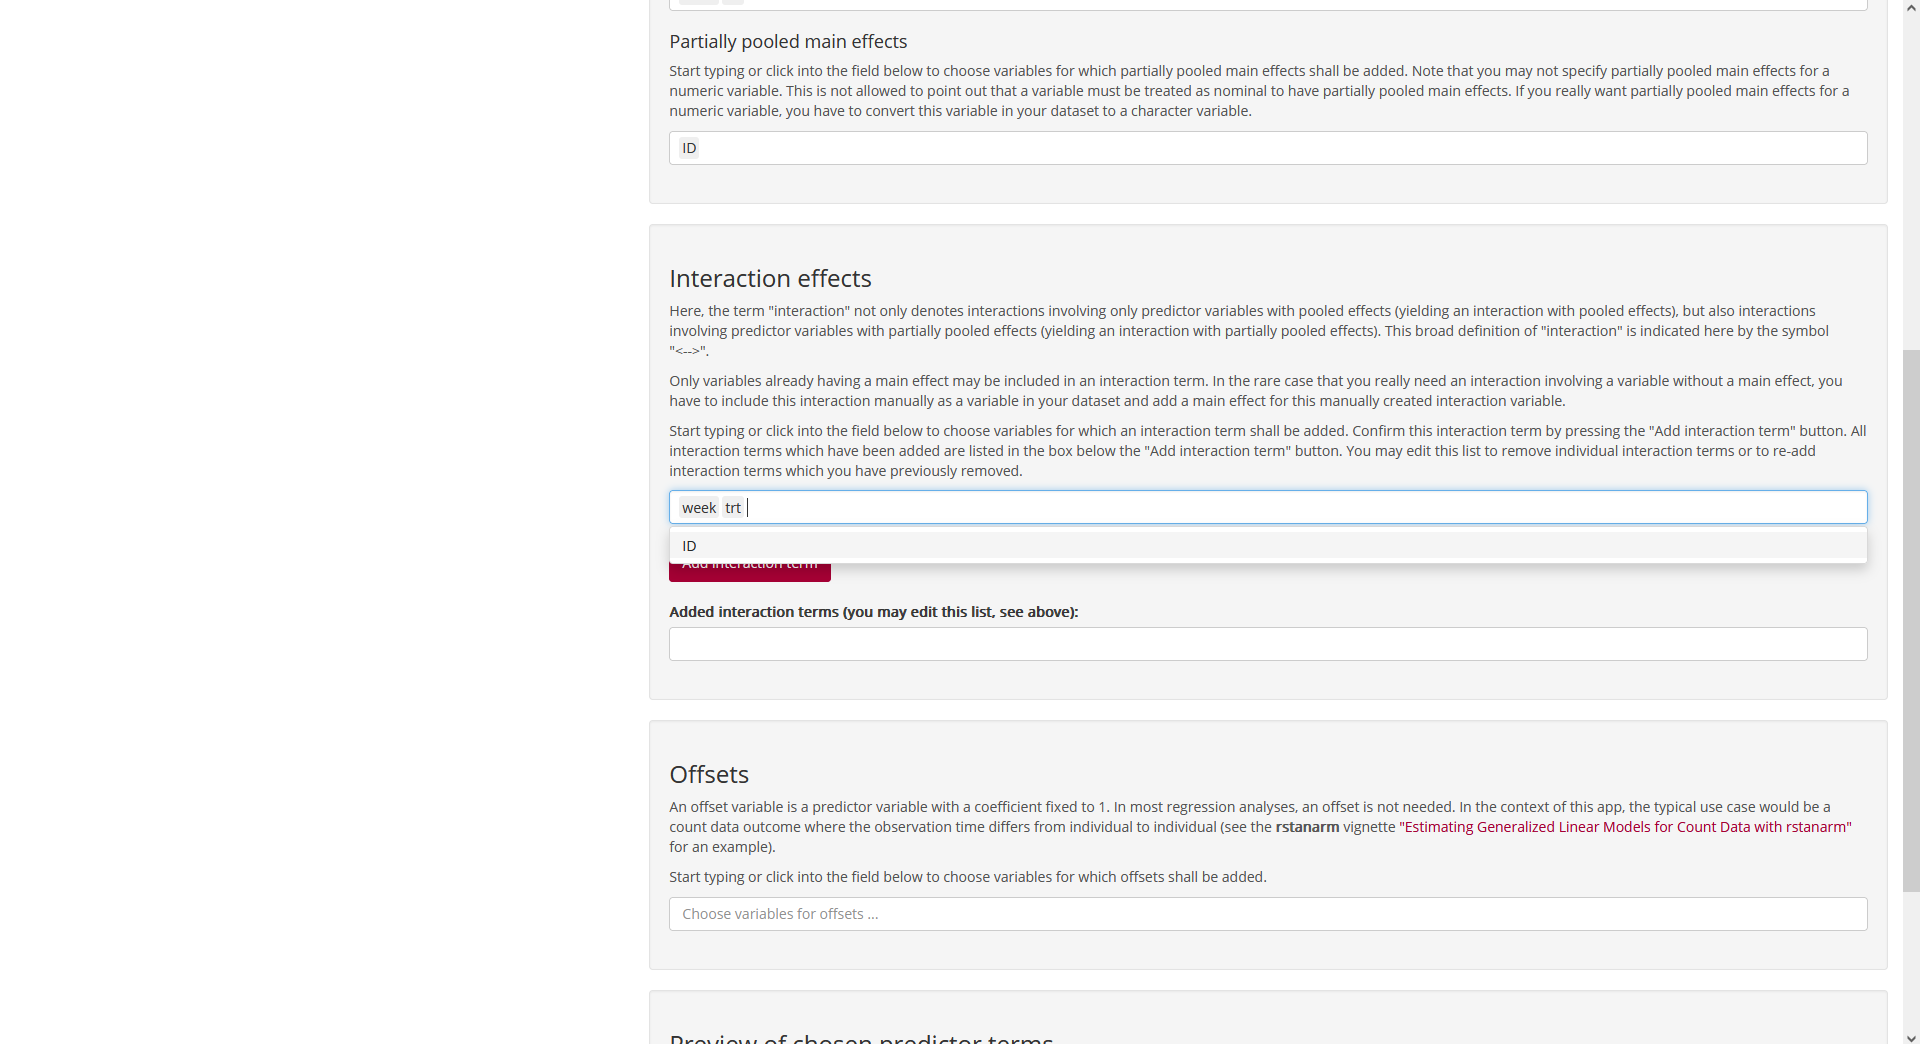 Partially pooled main effects
Start typing or click into the field below to choose variables for which partially pooled main effects shall be added. Note that you may not specify partially pooled main effects for a
numeric variable. This is not allowed to point out that a variable must be treated as nominal to have partially pooled main effects. If you really want partially pooled main effects for a
numeric variable, you have to convert this variable in your dataset to a character variable.
ID
Interaction effects
Here, the term "interaction" not only denotes interactions involving only predictor variables with pooled effects (yielding an interaction with pooled effects), but also interactions
involving predictor variables with partially pooled effects (yielding an interaction with partially pooled effects). This broad definition of "interaction" is indicated here by the symbol
"<-->".
Only variables already having a main effect may be included in an interaction term. In the rare case that you really need an interaction involving a variable without a main effect, you
have to include this interaction manually as a variable in your dataset and add a main effect for this manually created interaction variable.
Start typing or click into the field below to choose variables for which an interaction term shall be added. Confirm this interaction term by pressing the "Add interaction term" button. All
interaction terms which have been added are listed in the box below the "Add interaction term" button. You may edit this list to remove individual interaction terms or to re-add
interaction terms which you have previously removed.
week trt
ID
Add interaction term
Added interaction terms (you may edit this list, see above):
Offsets
An offset variable is a predictor variable with a coefficient fixed to 1. In most regression analyses, an offset is not needed. In the context of this app, the typical use case would be a
count data outcome where the observation time differs from individual to individual (see the rstanarm vignette "Estimating Generalized Linear Models for Count Data with rstanarm"
for an example).
Start typing or click into the field below to choose variables for which offsets shall be added.
Choose variables for offsets ...
Preview of chosen predictor terms